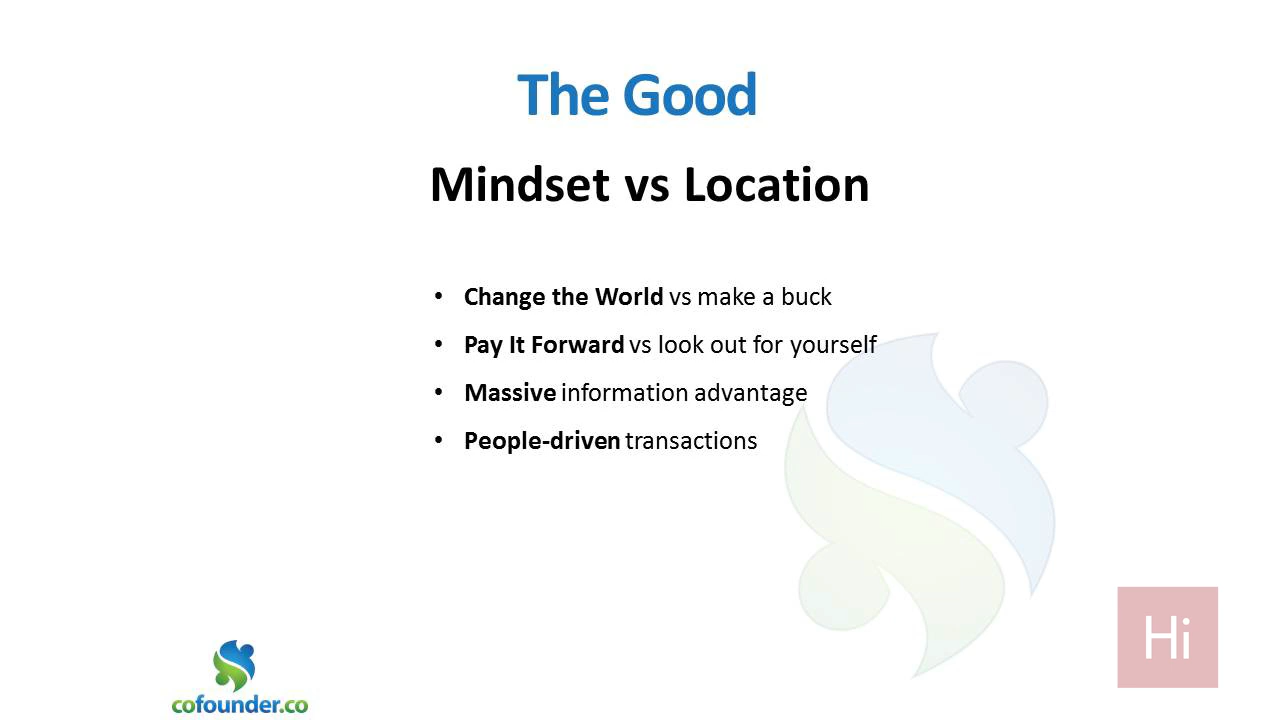 The Good
Mindset vs Location
• Change the World vs make a buck
• Pay It Forward vs look out for yourself
• Massive information advantage
• People-driven transactions
Hi
cofounder.co